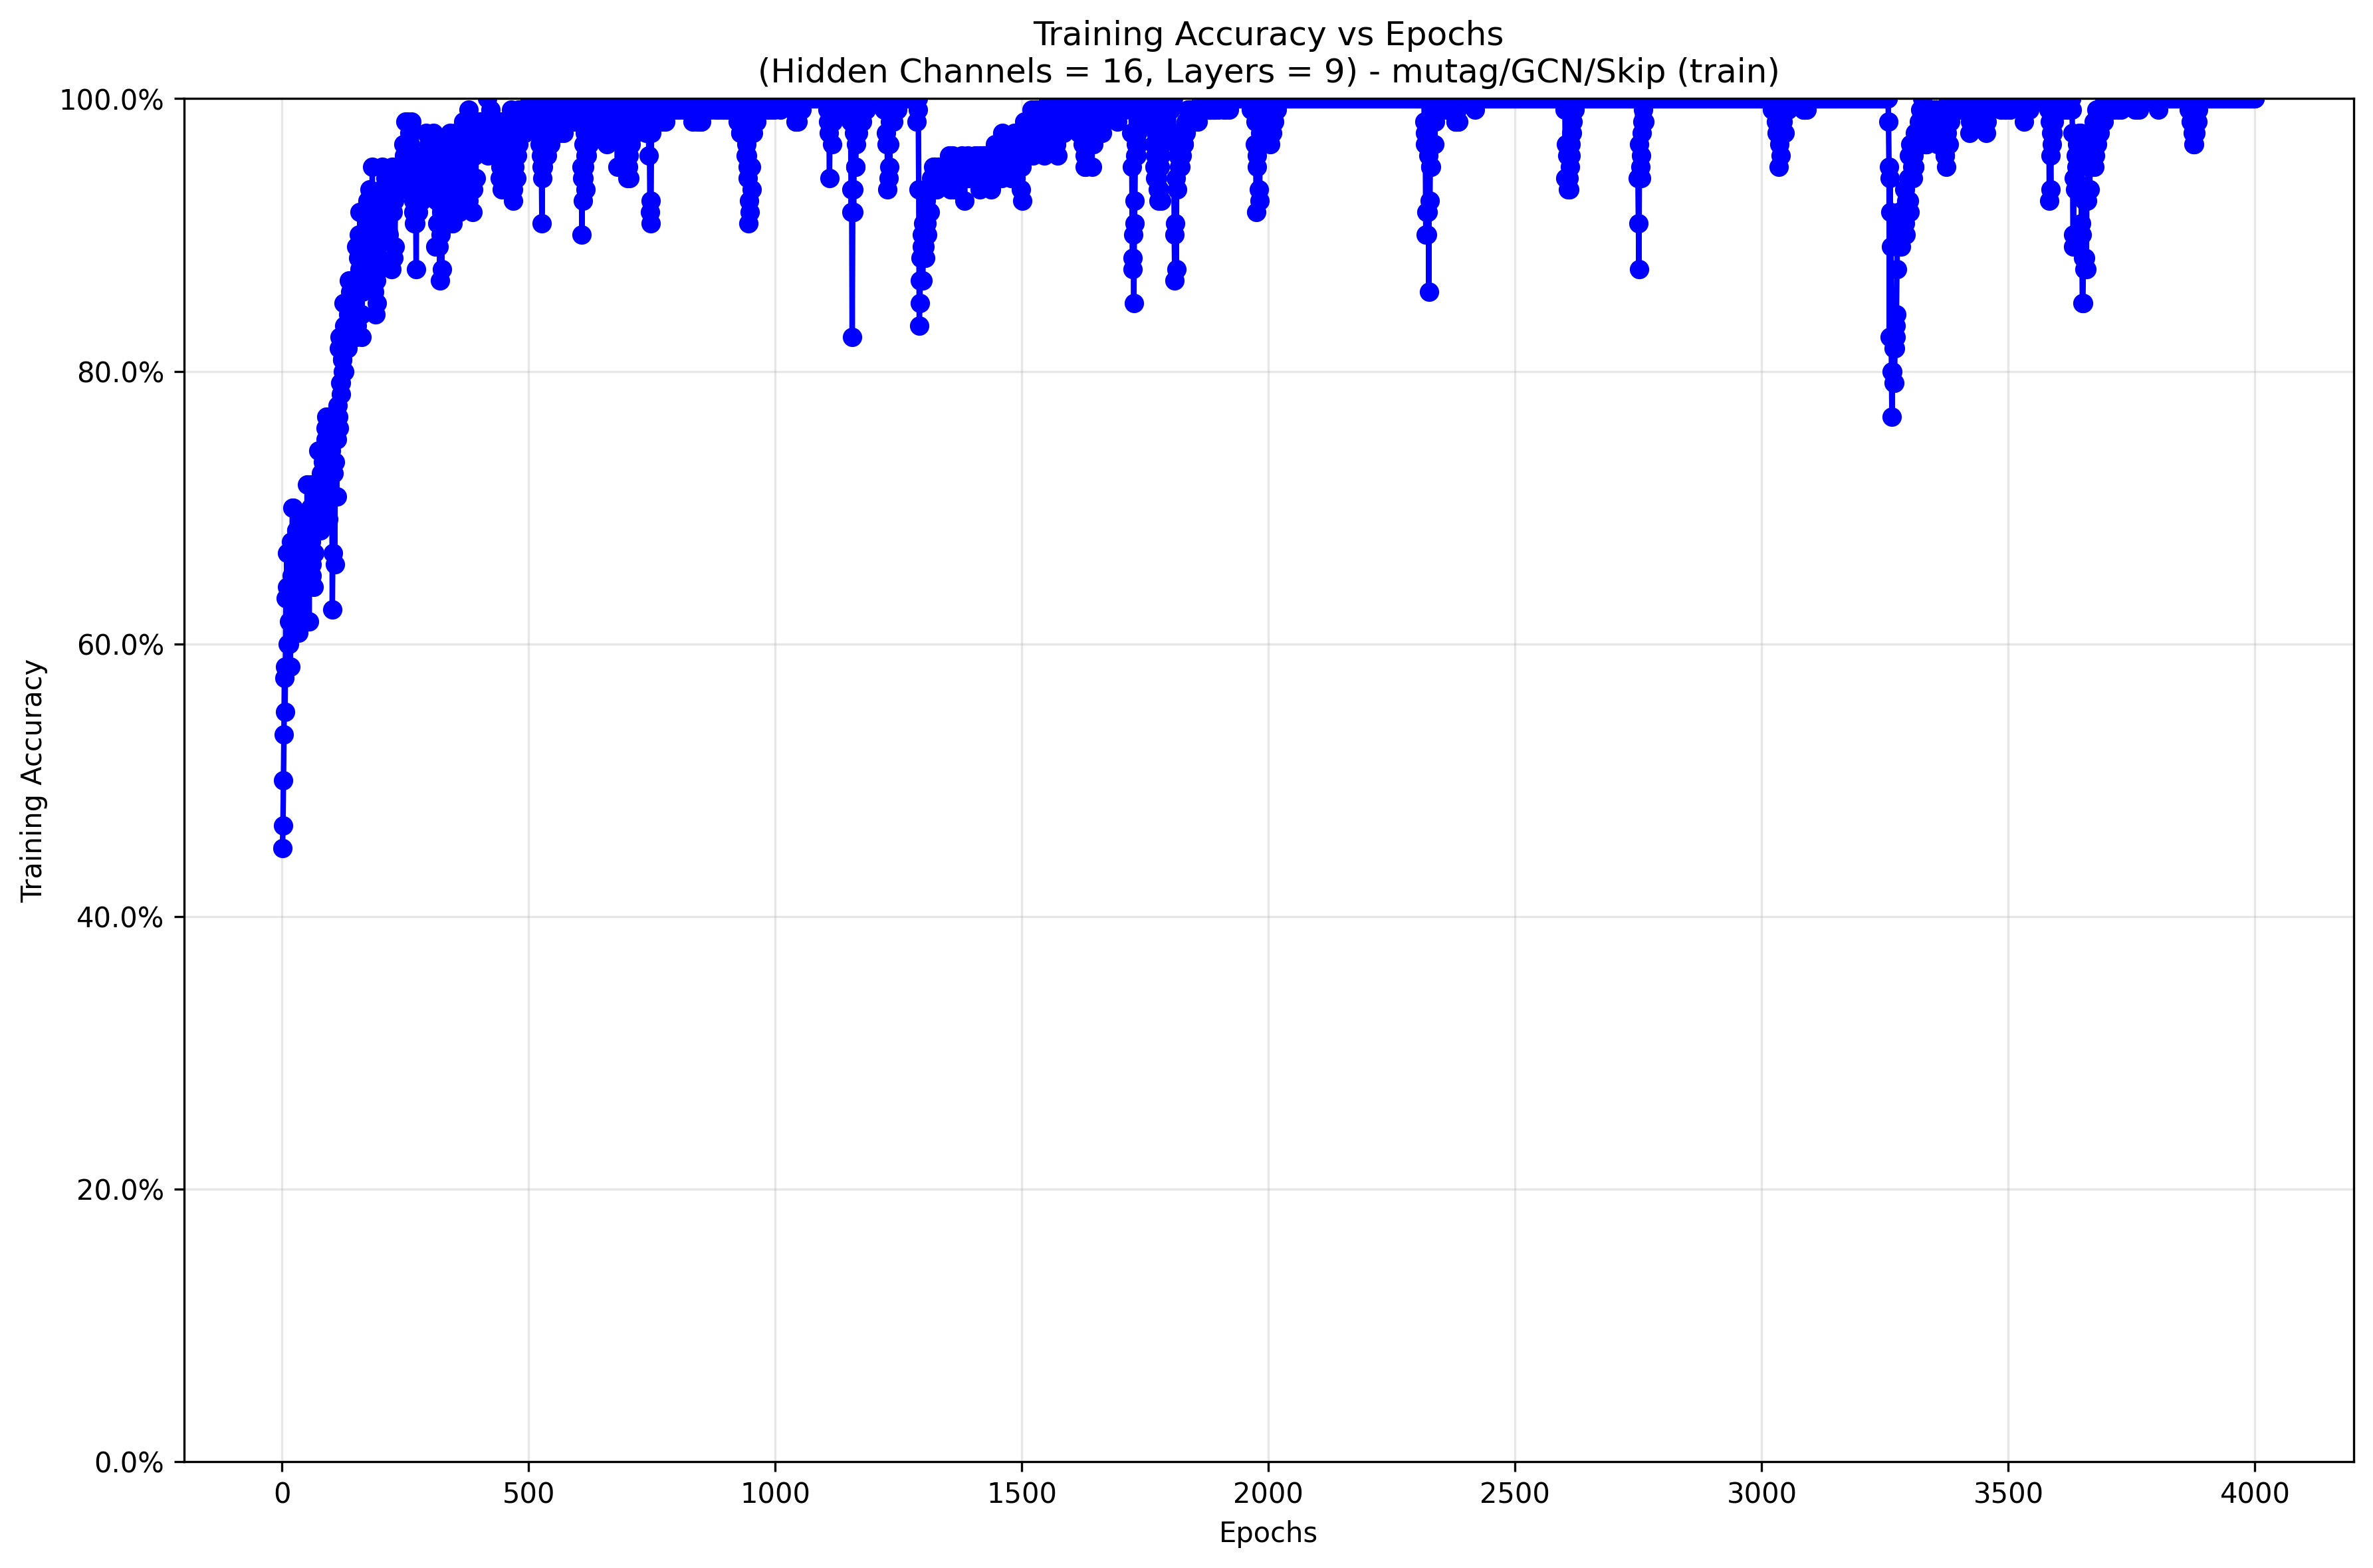 Training Accuracy vs Epochs
(Hidden Channels = 16, Layers = 9) - mutag/GCN/Skip (train)
100.0%
80.0%
60.0%
40.0%
20.0%
0.0%
Training Accuracy
0 500 1000 1500 2000 2500 3000 3500 4000
Epochs